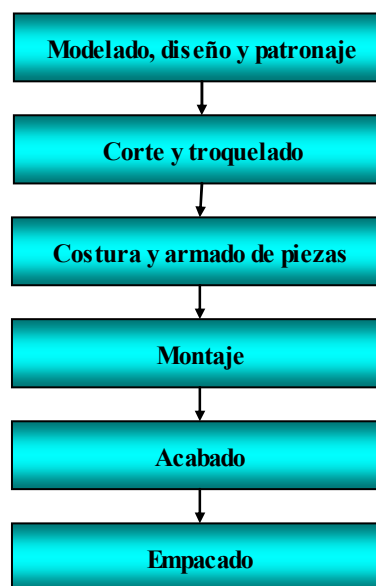 Modelado, diseño y patronaje
Corte y troquelado
Costura y armado de piezas
Montaje
Acabado
Empacado